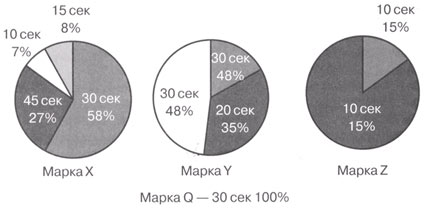 15 сек
8%
10 сек
7%
45 сек
27%
30 сек
58%
Марка X
30 сек
48%
30 сек
48%
20 сек
35%
Марка Y
10 сек
15%
10 сек
15%
Марка Z
Марка Q — 30 сек 100%